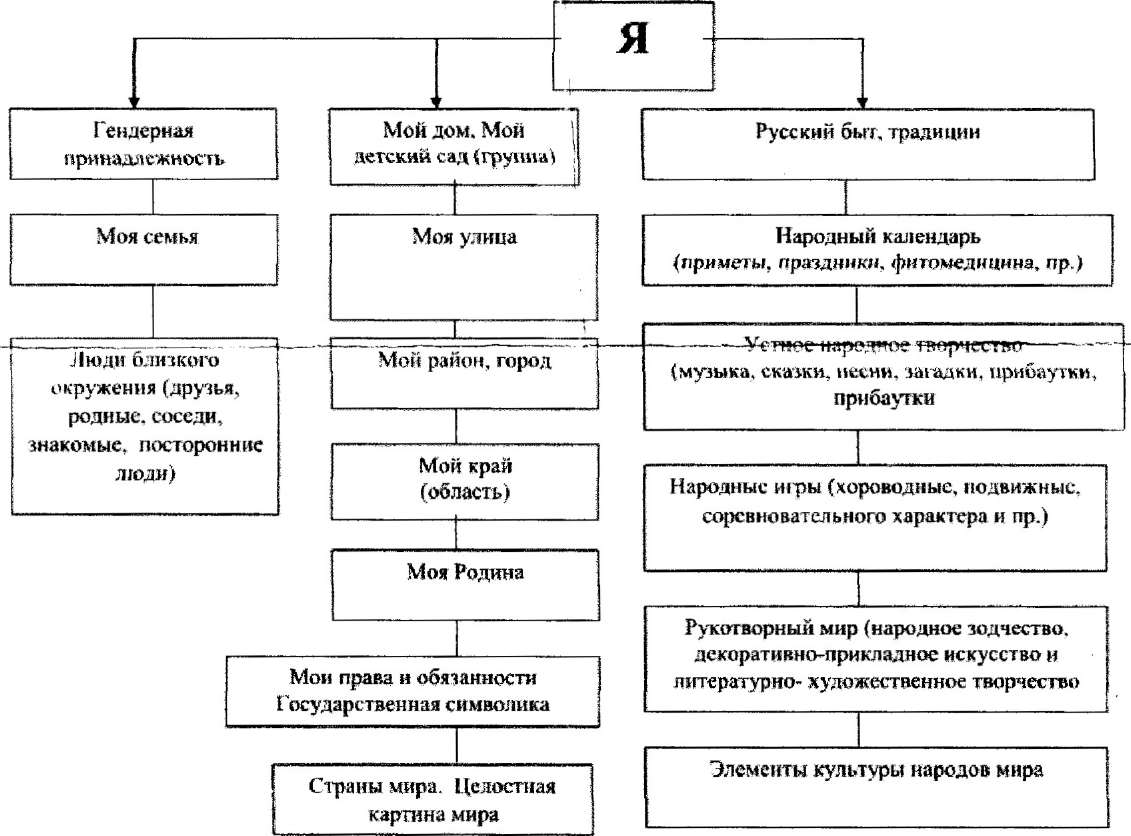 Я
Гендерная
принадлежность
Моя семья
Люди близкого
окружения (друзья,
родные, соседи,
знакомые, посторонние
люди)
Мой дом, Мой
детский сад (группа)
Моя улица
Мой район, город
Мой край
(область)
Моя Родина
Мои права и обязанности
Государственная символика
Страны мира. Целостная
картина мира
Русский быт, традиции
Народный календарь
(приметы, праздники, фитомедицина, пр.)
Устное народное творчество
(музыка, сказки, песни, загадки, прибаутки,
прибаутки
Народные игры (хороводные, подвижные,
соревновательного характера и пр.)
Рукотворный мир (народное зодчество,
декоративно-прикладное искусство и
литературно- художественное творчество
Элементы культуры народов мира